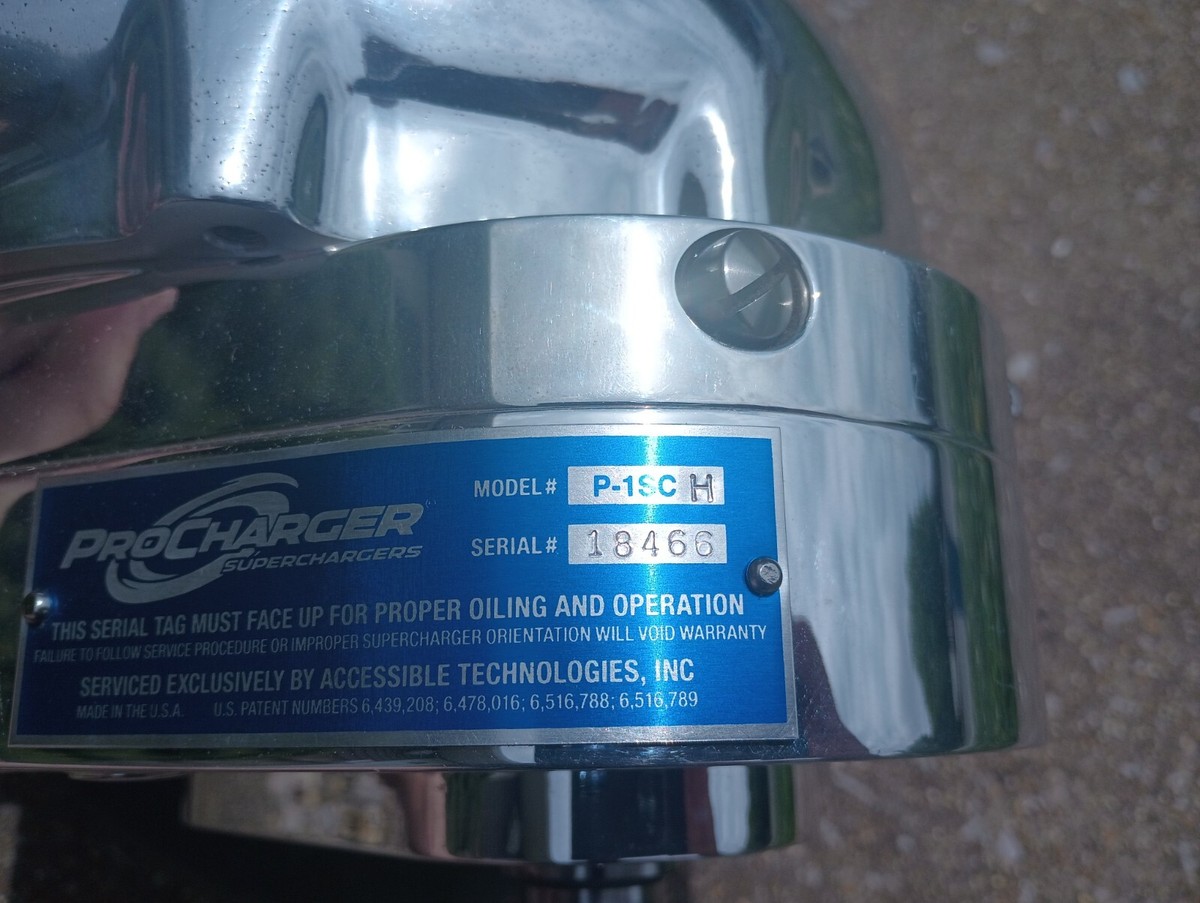 PROCHARGER
SUPERCHARGERS
MODEL# P-1SC H
SERIAL# 18466
THIS SERIAL TAG MUST FACE UP FOR PROPER OILING AND OPERATION
FAILURE TO FOLLOW SERVICE PROCEDURE OR IMPROPER SUPERCHARGER ORIENTATION WILL VOID WARRANTY
SERVICED EXCLUSIVELY BY ACCESSIBLE TECHNOLOGIES, INC
MADE IN THE U.S.A. U.S. PATENT NUMBERS 6,439,208; 6,478,016; 6,516,788; 6,516,789